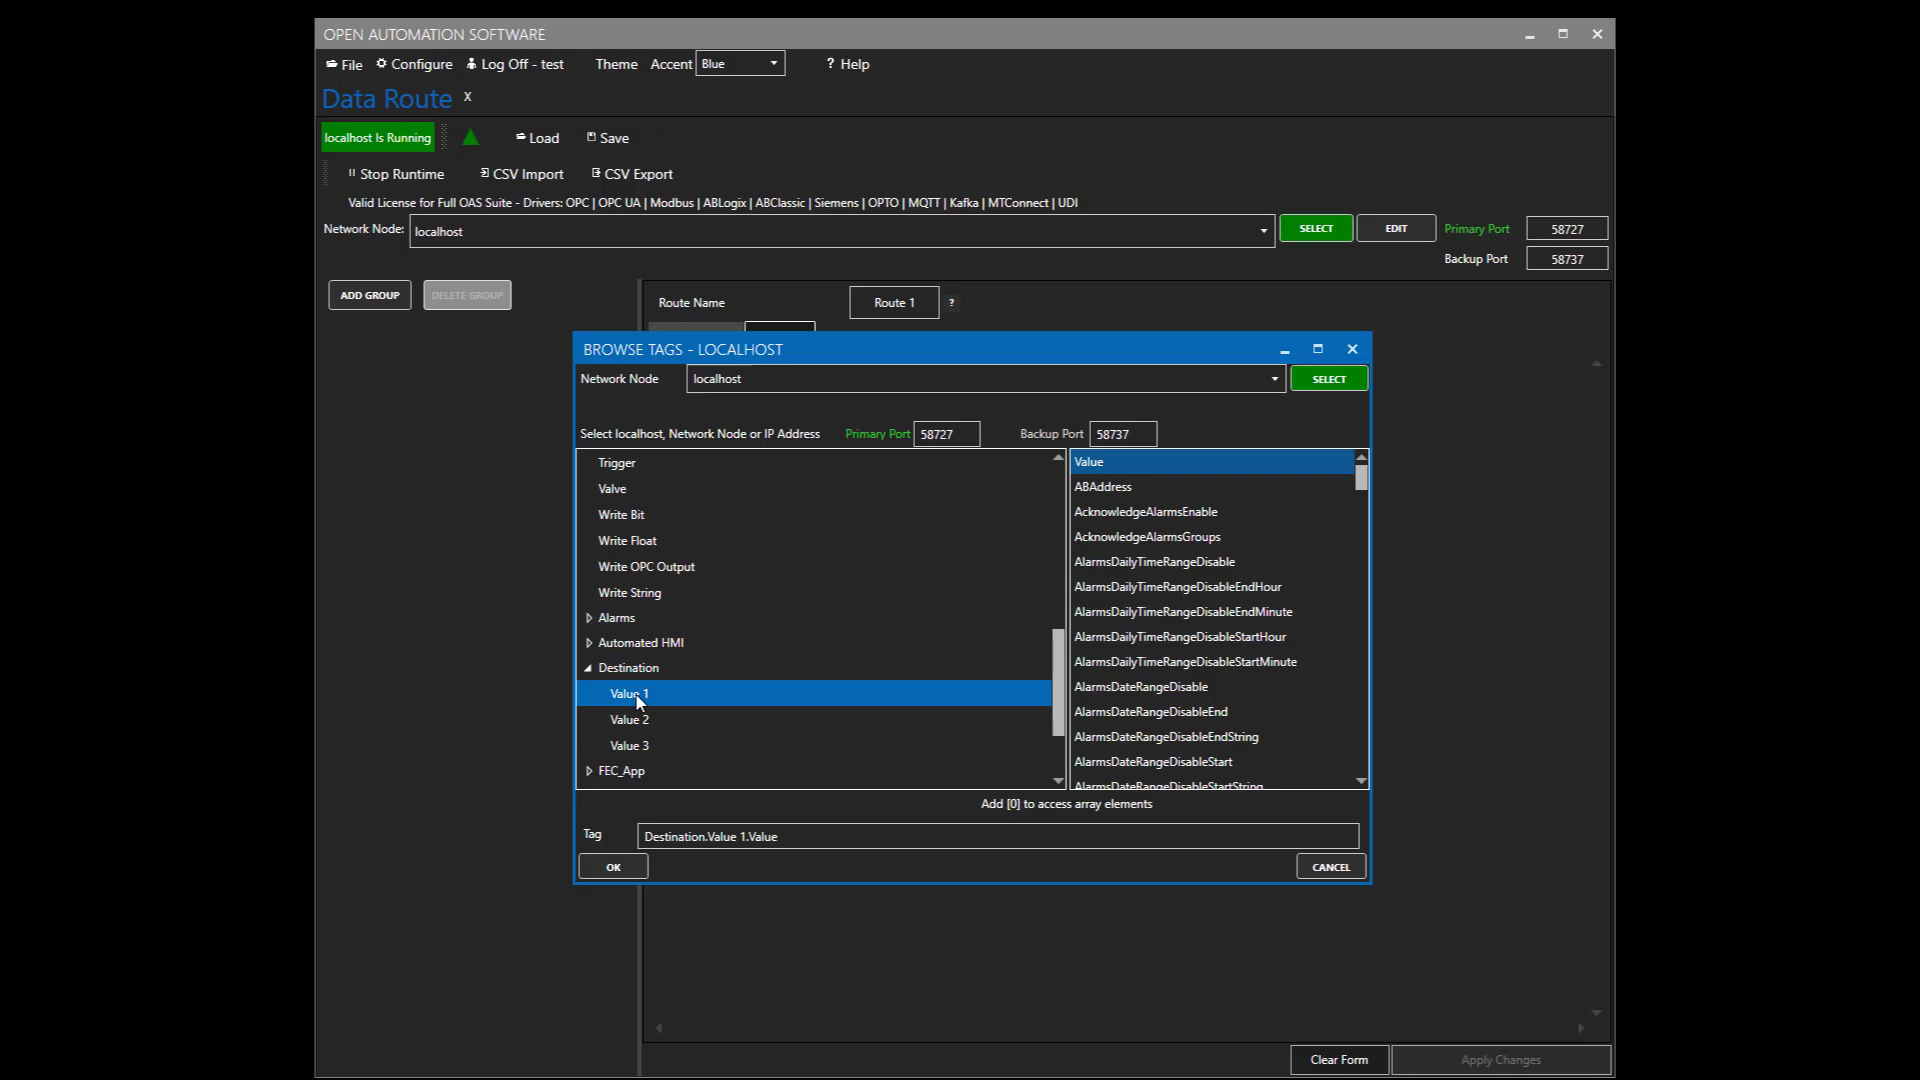 OPEN AUTOMATION SOFTWARE
File Configure Log Off - test Theme Accent Blue ? Help
Data Route x
localhost Is Running Load Save
Stop Runtime CSV Import CSV Export
Valid License for Full OAS Suite - Drivers: OPC | OPC UA | Modbus | ABLogix | ABClassic | Siemens | OPTO | MQTT | Kafka | MTConnect | UDI
Network Node: localhost SELECT EDIT Primary Port 58727
Backup Port 58737
ADD GROUP DELETE GROUP
Route Name Route 1 ?
BROWSE TAGS - LOCALHOST
Network Node localhost SELECT
Select localhost, Network Node or IP Address Primary Port 58727 Backup Port 58737
Trigger
Valve
Write Bit
Write Float
Write OPC Output
Write String
Alarms
Automated HMI
Destination
Value 1
Value 2
Value 3
FEC_App
Value
ABAddress
AcknowledgeAlarmsEnable
AcknowledgeAlarmsGroups
AlarmsDailyTimeRangeDisable
AlarmsDailyTimeRangeDisableEndHour
AlarmsDailyTimeRangeDisableEndMinute
AlarmsDailyTimeRangeDisableStartHour
AlarmsDailyTimeRangeDisableStartMinute
AlarmsDateRangeDisable
AlarmsDateRangeDisableEnd
AlarmsDateRangeDisableEndString
AlarmsDateRangeDisableStart
AlarmsDateRangeDisableStartString
Add [0] to access array elements
Tag Destination.Value 1.Value
OK CANCEL
Clear Form Apply Changes